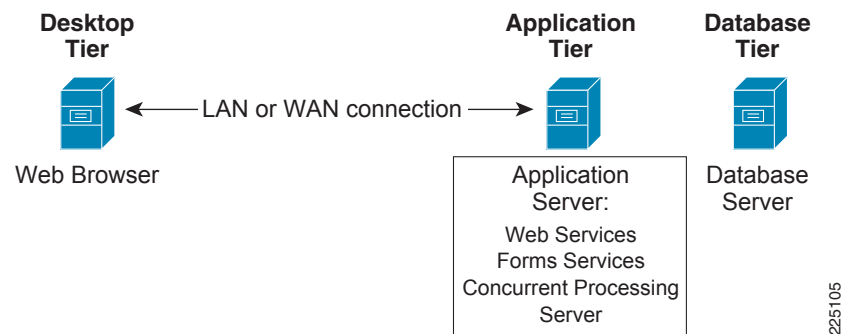 Desktop
Tier
Application
Tier
Database
Tier
LAN or WAN connection
Web Browser
Application
Server:
Web Services
Forms Services
Concurrent Processing
Server
Database
Server
225105